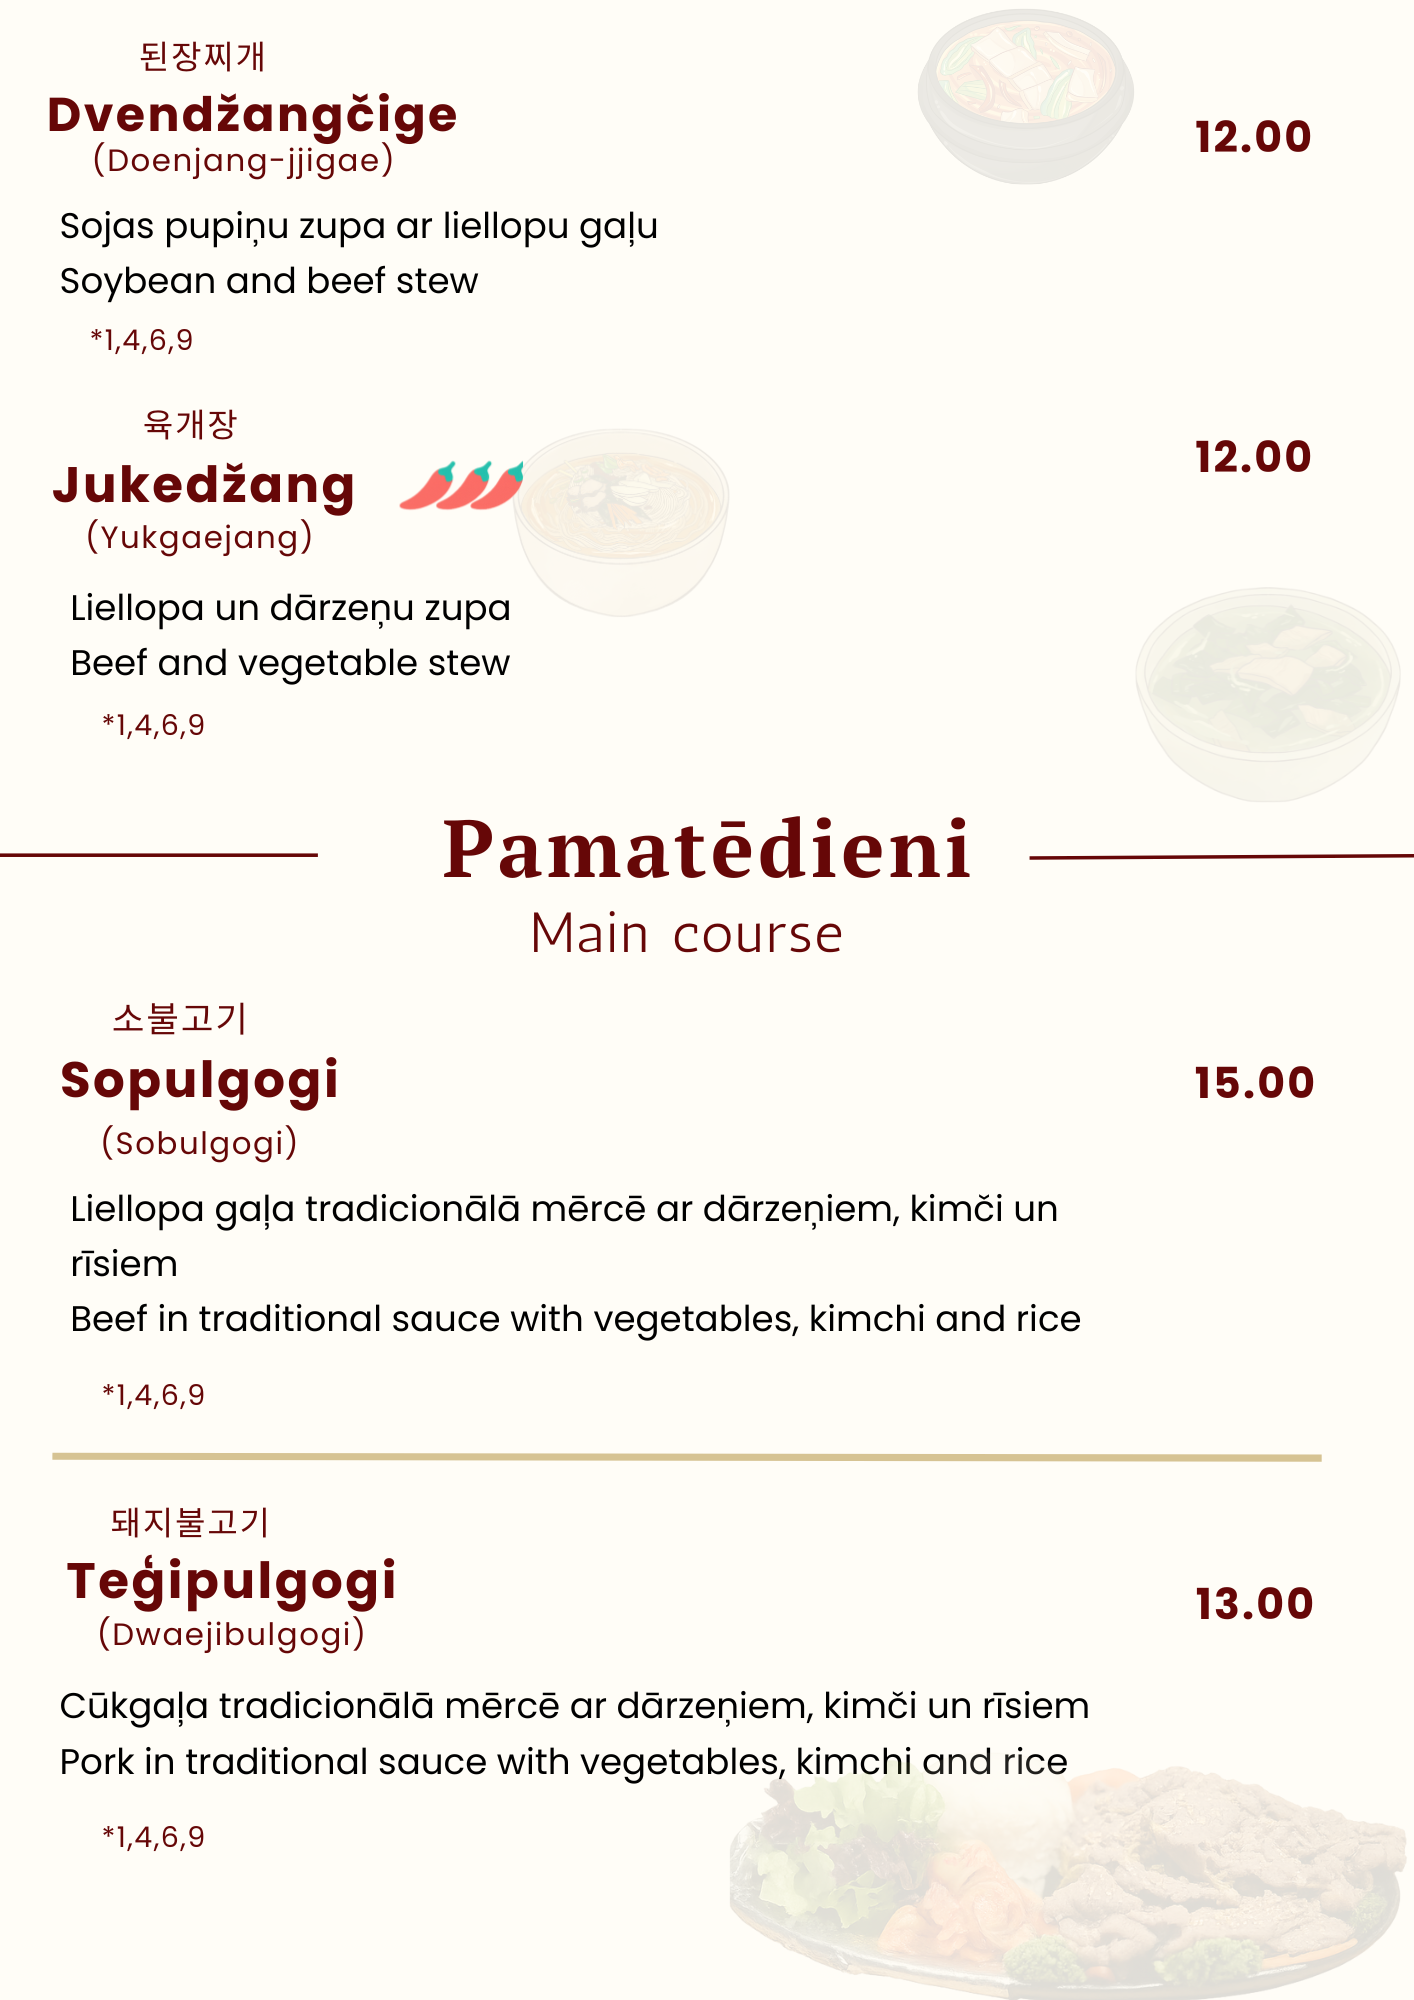 된장찌개
Dvendžangčige
(Doenjang-jjigae)
12.00
Sojas pupiņu zupa ar liellopu gaļu
Soybean and beef stew
*1,4,6,9
육개장
Jukedžang
(Yukgaejang)
12.00
Liellopa un dārzeņu zupa
Beef and vegetable stew
*1,4,6,9
Pamatēdieni
Main course
소불고기
Sopulgogi
(Sobulgogi)
15.00
Liellopa gaļa tradicionālā mērcē ar dārzeņiem, kimči un
rīsiem
Beef in traditional sauce with vegetables, kimchi and rice
*1,4,6,9
돼지불고기
Teģipulgogi
(Dwaejibulgogi)
13.00
Cūkgaļa tradicionālā mērcē ar dārzeņiem, kimči un rīsiem
Pork in traditional sauce with vegetables, kimchi and rice
*1,4,6,9